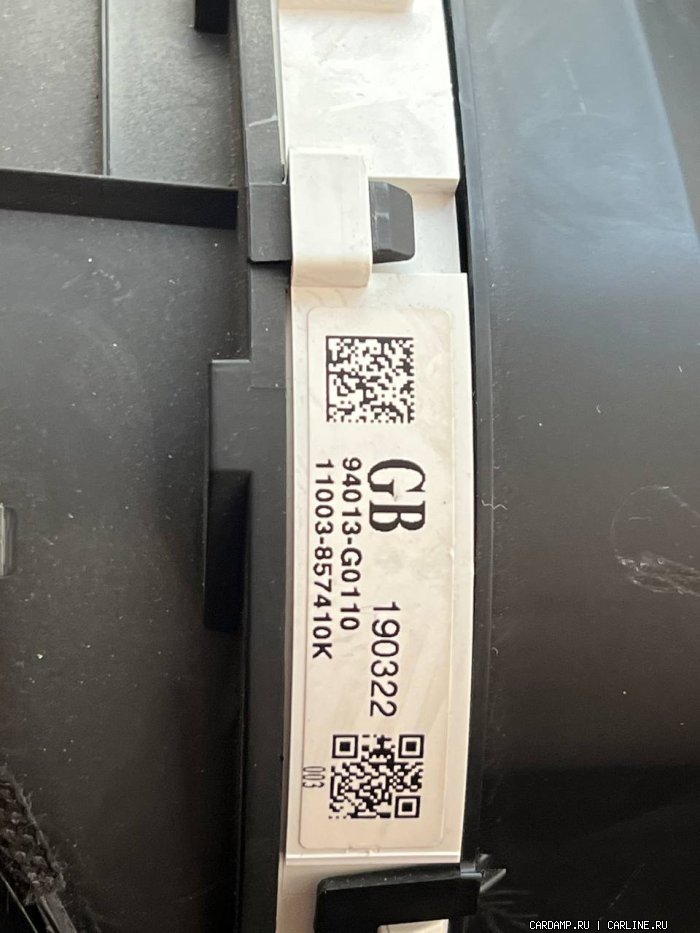 GB 190322
94013-G0110
11003-857410K
003
CARDAMP.RU | CARLINE.RU